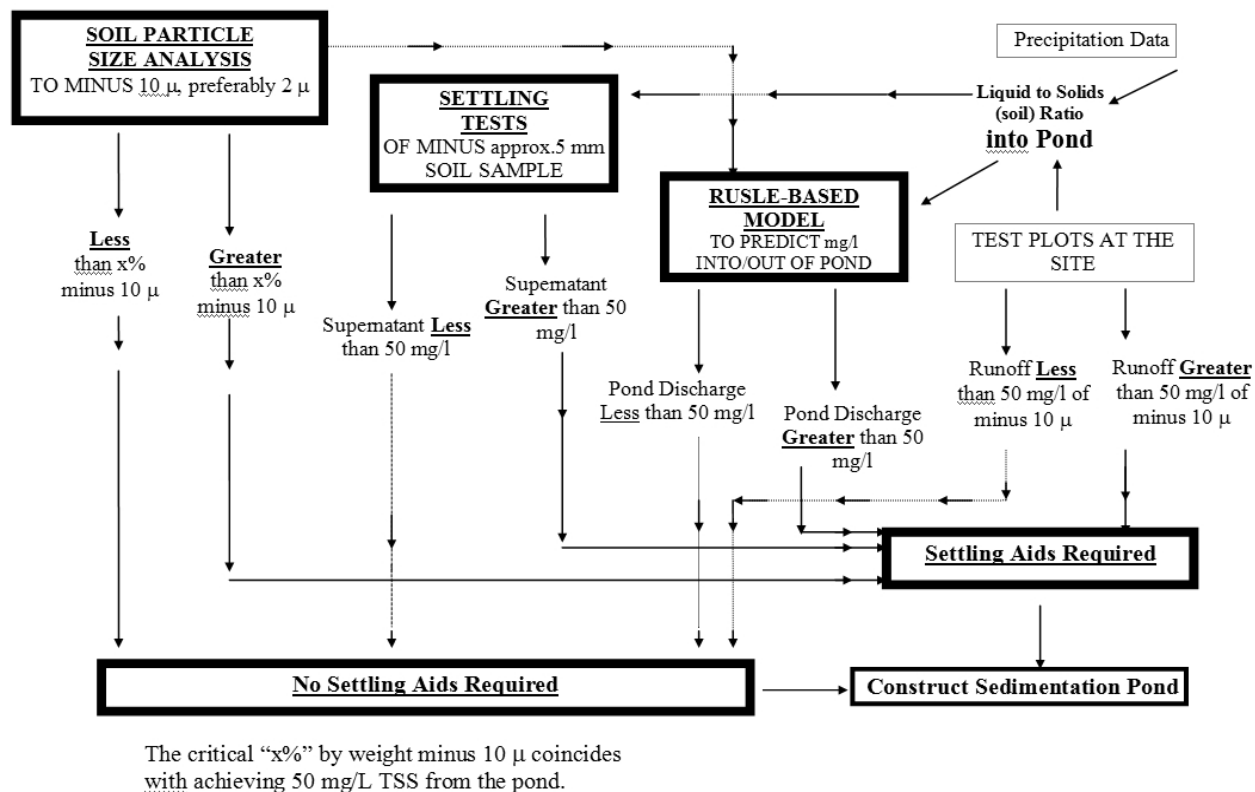 SOIL PARTICLE
SIZE ANALYSIS
TO MINUS 10 μ, preferably 2 μ
Precipitation Data
SETTLING
TESTS
OF MINUS approx.5 mm
SOIL SAMPLE
Liquid to Solids
(soil) Ratio
into Pond
RUSLE-BASED
MODEL
TO PREDICT mg/l
INTO/OUT OF POND
TEST PLOTS AT THE
SITE
Less
than x%
minus 10 μ
Greater
than x%
minus 10 μ
Supernatant Less
than 50 mg/l
Supernatant
Greater than 50
mg/l
Pond Discharge
Less than 50 mg/l
Pond Discharge
Greater than 50
mg/l
Runoff Less
than 50 mg/l of
minus 10 μ
Runoff Greater
than 50 mg/l of
minus 10 μ
Settling Aids Required
No Settling Aids Required
Construct Sedimentation Pond
The critical “x%” by weight minus 10 μ coincides
with achieving 50 mg/L TSS from the pond.